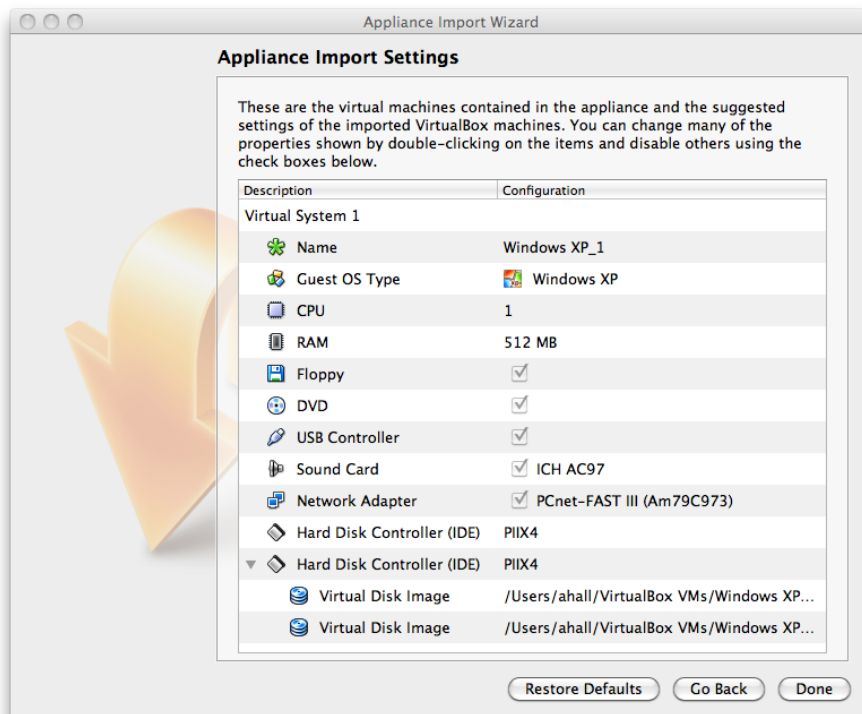 Appliance Import Wizard
Appliance Import Settings
These are the virtual machines contained in the appliance and the suggested
settings of the imported VirtualBox machines. You can change many of the
properties shown by double-clicking on the items and disable others using the
check boxes below.
Description Configuration
Virtual System 1
Name Windows XP_1
Guest OS Type Windows XP
CPU 1
RAM 512 MB
Floppy
DVD
USB Controller
Sound Card ICH AC97
Network Adapter PCnet-FAST III (Am79C973)
Hard Disk Controller (IDE) PIIX4
Hard Disk Controller (IDE) PIIX4
Virtual Disk Image /Users/ahall/VirtualBox VMs/Windows XP...
Virtual Disk Image /Users/ahall/VirtualBox VMs/Windows XP...
Restore Defaults Go Back Done